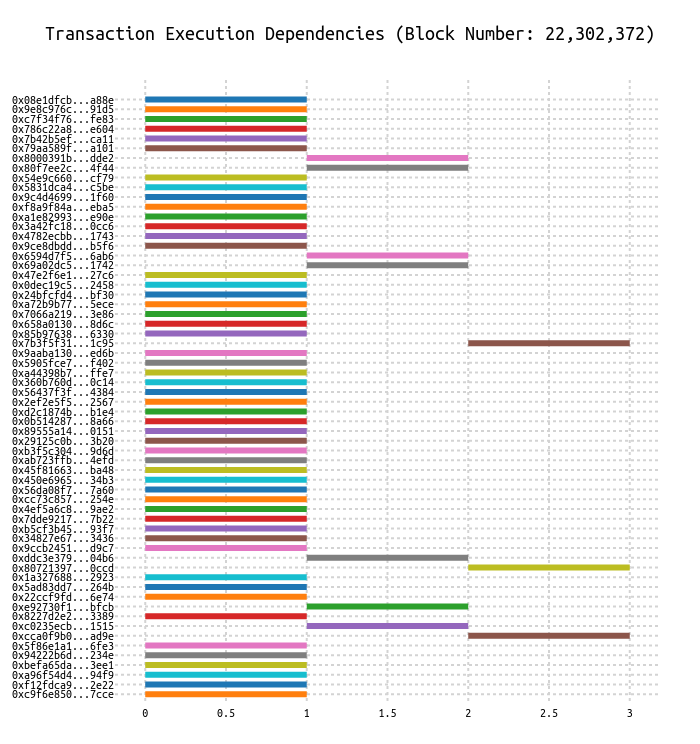 Transaction Execution Dependencies (Block Number: 22,302,372)
0x08e1dfcb...a88e
0x9e8c976c...91d5
0xc7f34f76...fe83
0x786c22a8...e604
0x7b42b5ef...ca11
0x79aa589f...a101
0x8000391b...dde2
0x80f7ee2c...4f44
0x54e9c660...cf79
0x5831dca4...c5be
0x9c4d4699...1f60
0xf8a9f84a...eba5
0xa1e82993...e90e
0x3a42fc18...0cc6
0x4782ecbb...1743
0x9ce8dbdd...b5f6
0x6594d7f5...6ab6
0x69a02dc5...1742
0x47e2f6e1...27c6
0x0dec19c5...2458
0x24bfcfd4...bf30
0xa72b9b77...5ece
0x7066a219...3e86
0x658a0130...8d6c
0x85b97638...6330
0x7b3f5f31...1c95
0x9aaba130...ed6b
0x5905fce7...f402
0xa44398b7...ffe7
0x360b760d...0c14
0x56437f3f...4384
0x2ef2e5f5...2567
0xd2c1874b...b1e4
0x0b514287...8a66
0x89555a14...0151
0x29125c0b...3b20
0xb3f5c304...9d6d
0xab723ffb...4efd
0x45f81663...ba48
0x450e6965...34b3
0x56da08f7...7a60
0xcc73c857...254e
0x4ef5a6c8...9ae2
0x7dde9217...7b22
0xb5cf3b45...93f7
0x34827e67...3436
0x9ccb2451...d9c7
0xddc3e379...04b6
0x80721397...0ccd
0x1a327688...2923
0x5ad83dd7...264b
0x22ccf9fd...6e74
0xe92730f1...bfcb
0x8227d2e2...3389
0xc0235ecb...1515
0xcca0f9b0...ad9e
0x5f86e1a1...6fe3
0x94222b6d...234e
0xbefa65da...3ee1
0xa96f54d4...94f9
0xf12fdca9...2e22
0xc9f6e850...7cce
0 0.5 1 1.5 2 2.5 3